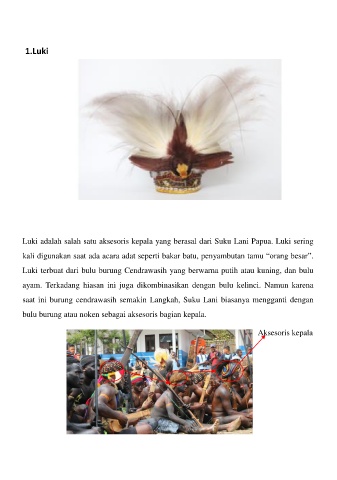 1.Luki
Luki adalah salah satu aksesoris kepala yang berasal dari Suku Lani Papua. Luki sering
kali digunakan saat ada acara adat seperti bakar batu, penyambutan tamu “orang besar”.
Luki terbuat dari bulu burung Cendrawasih yang berwarna putih atau kuning, dan bulu
ayam. Terkadang hiasan ini juga dikombinasikan dengan bulu kelinci. Namun karena
saat ini burung cendrawasih semakin Langkah, Suku Lani biasanya mengganti dengan
bulu burung atau noken sebagai aksesoris bagian kepala.
Aksesoris kepala